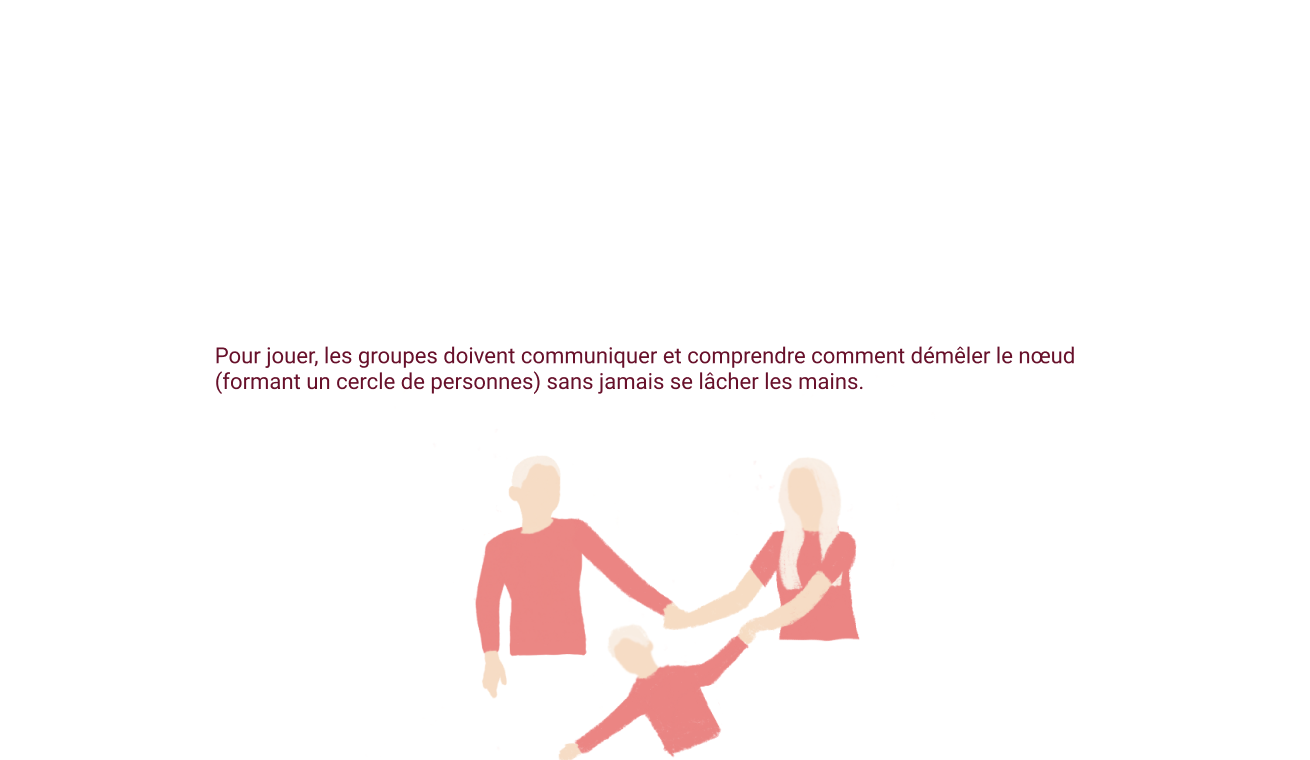 Pour jouer, les groupes doivent communiquer et comprendre comment démêler le nœud
(formant un cercle de personnes) sans jamais se lâcher les mains.